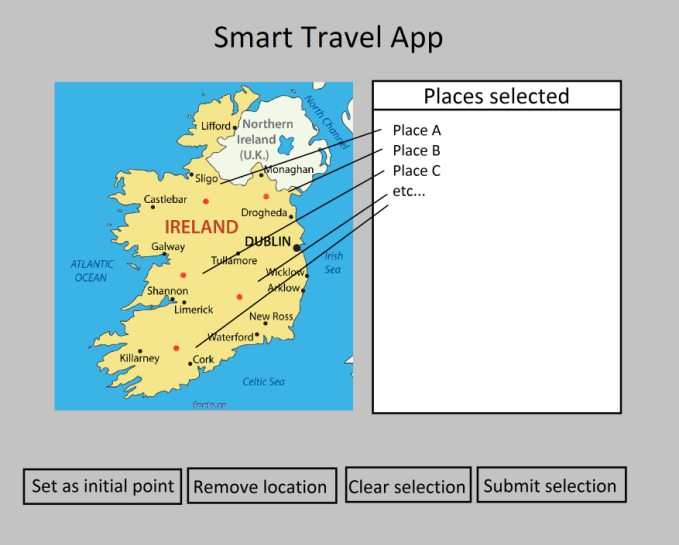 Smart Travel App
Places selected
Place A
Place B
Place C
etc...
North Channel
Lifford
Northern
Ireland
(U.K.)
Sligo
Monaghan
Castlebar
Drogheda
IRELAND
DUBLIN
Galway
Tullamore
Irish
Sea
ATLANTIC
OCEAN
Wicklow
Arklow
Shannon
Limerick
New Ross
Waterford
Killarney
Cork
Celtic Sea
Set as initial point
Remove location
Clear selection
Submit selection